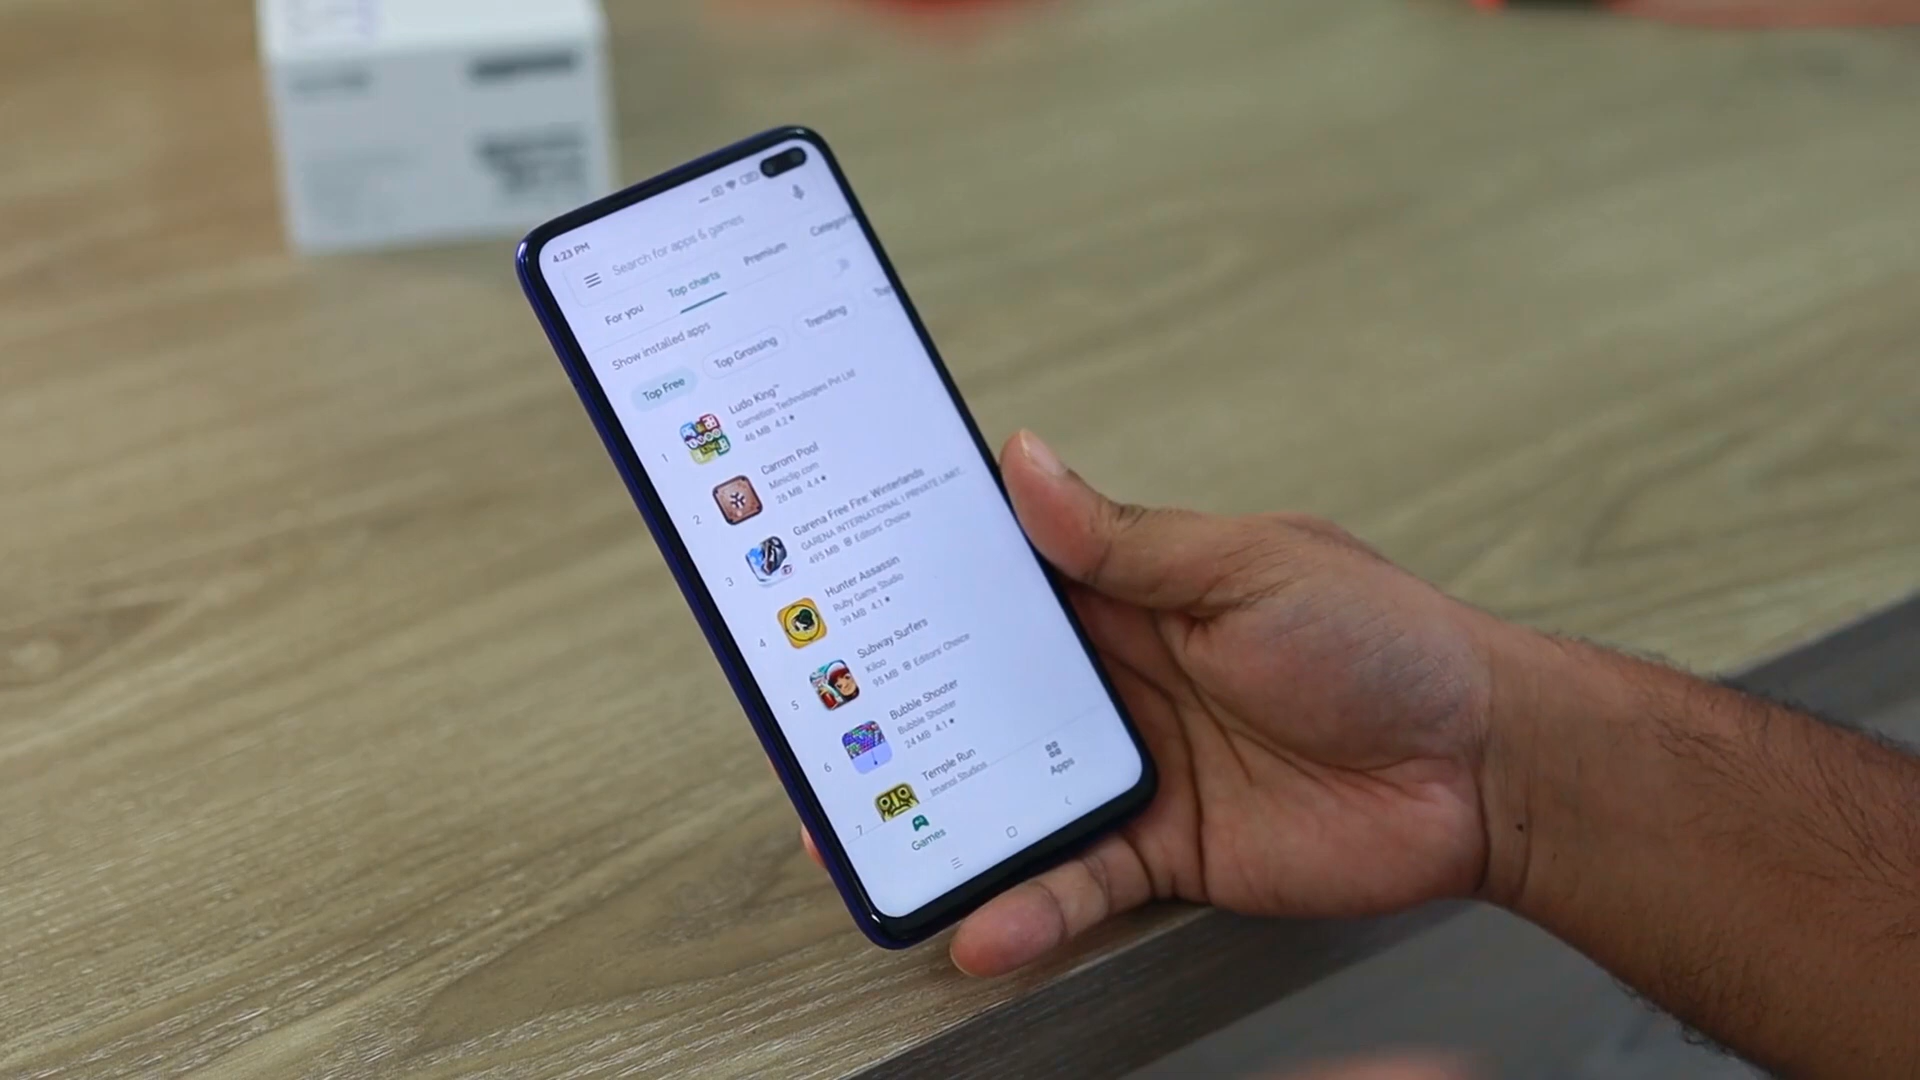 4:23 PM
Search for apps & games
For you
Top charts
Premium
Show installed apps
Top Free
Top Grossing
Trending
1
Ludo King™
Gametion Technologies Pvt Ltd
46 MB 4.2 ★
2
Carrom Pool
Miniclip.com
26 MB 4.4 ★
3
Garena Free Fire: Winterlands
GARENA INTERNATIONAL I PRIVATE LIMIT...
495 MB Editors' Choice
4
Hunter Assassin
Ruby Game Studio
39 MB 4.1 ★
5
Subway Surfers
Kiloo
95 MB Editors' Choice
6
Bubble Shooter
Bubble Shooter
24 MB 4.1 ★
7
Temple Run
Imangi Studios
Games
Apps